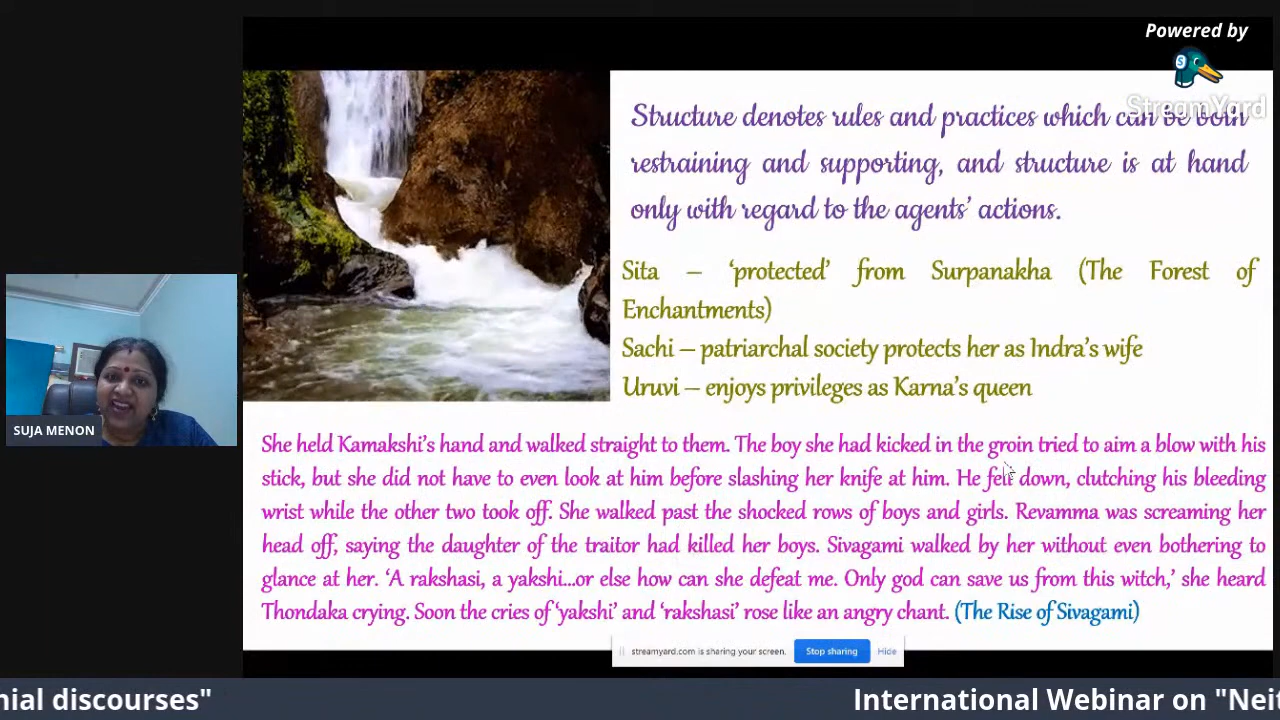 Powered by
StreamYard
Structure denotes rules and practices which can be both
restraining and supporting, and structure is at hand
only with regard to the agents' actions.
Sita – 'protected' from Surpanakha (The Forest of
Enchantments)
Sachi – patriarchal society protects her as Indra's wife
Uruvi – enjoys privileges as Karna's queen
SUJA MENON
She held Kamakshi's hand and walked straight to them. The boy she had kicked in the groin tried to aim a blow with his
stick, but she did not have to even look at him before slashing her knife at him. He fell down, clutching his bleeding
wrist while the other two took off. She walked past the shocked rows of boys and girls. Revamma was screaming her
head off, saying the daughter of the traitor had killed her boys. Sivagami walked by her without even bothering to
glance at her. 'A rakshasi, a yakshi...or else how can she defeat me. Only god can save us from this witch,' she heard
Thondaka crying. Soon the cries of 'yakshi' and 'rakshasi' rose like an angry chant. (The Rise of Sivagami)
streamyard.com is sharing your screen. Stop sharing Hide
nial discourses" International Webinar on "Neit